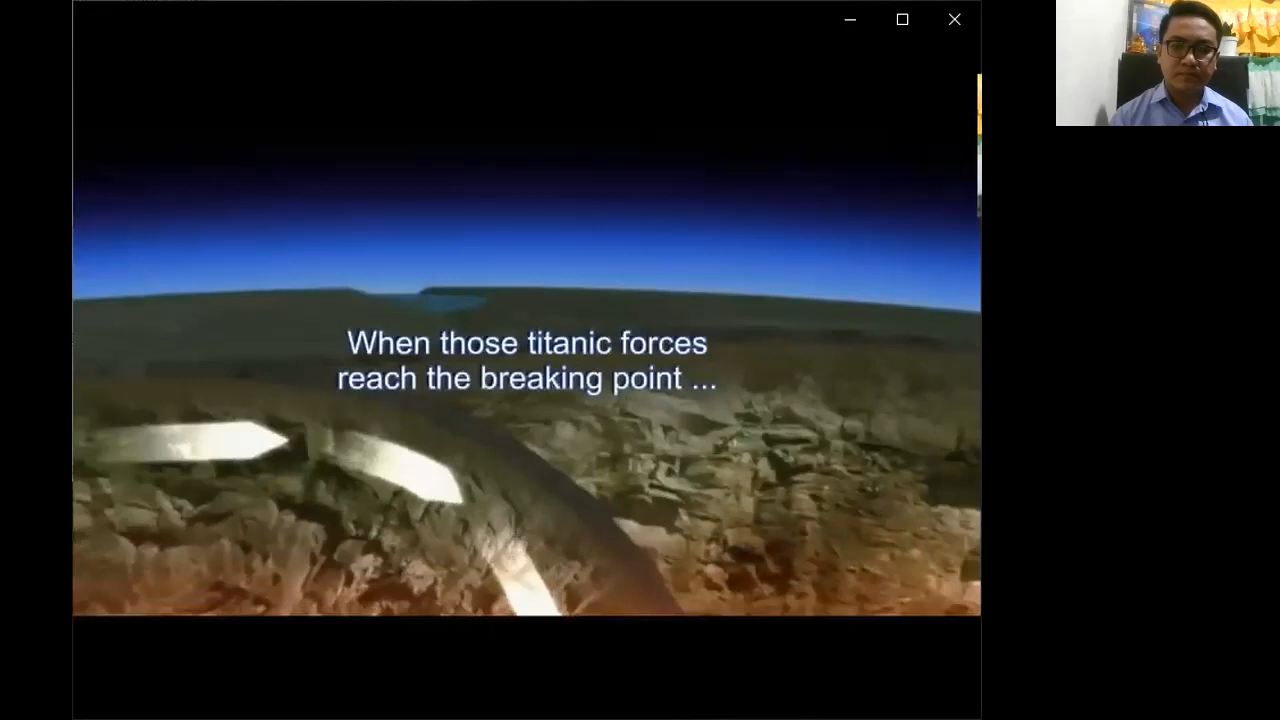 When those titanic forces
reach the breaking point ...